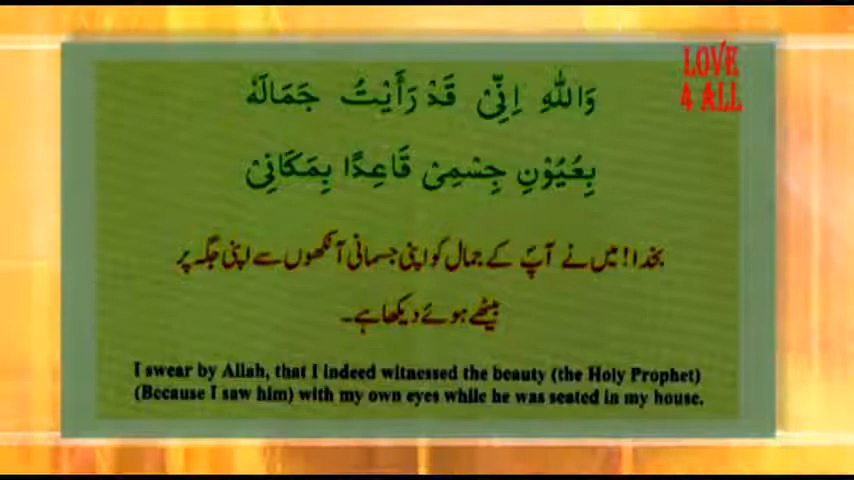 LOVE
4 ALL
وَاللّٰهِ اِنِّیْ قَدْ رَأَیْتُ جَمَالَهٗ
بِعُیُوْنِ جِسْمِیْ قَاعِدًا بِمَکَانِیْ
بخدا! میں نے آپؐ کے جمال کو اپنی جسمانی آنکھوں سے اپنی جگہ پر
بیٹھے ہوئے دیکھا ہے۔
I swear by Allah, that I indeed witnessed the beauty (the Holy Prophet)
(Because I saw him) with my own eyes while he was seated in my house.